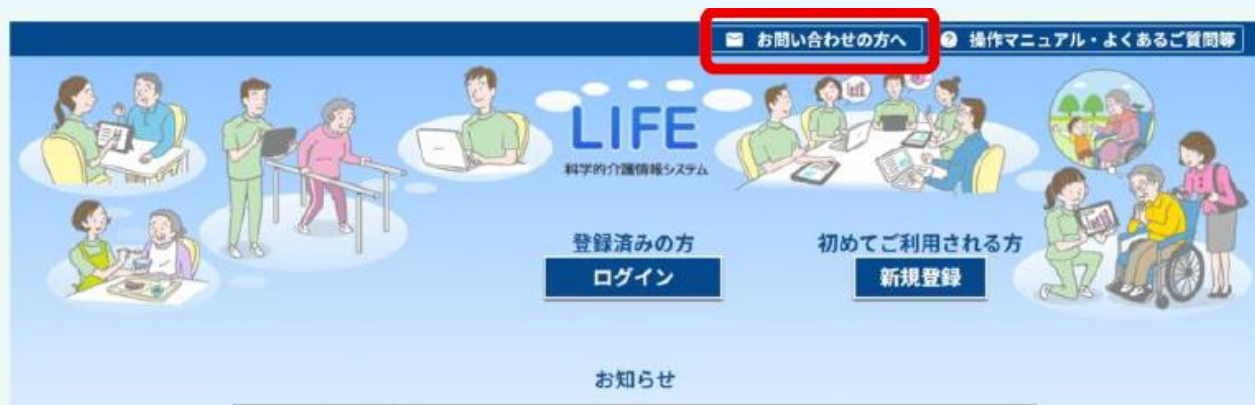 お問い合わせの方へ
操作マニュアル・よくあるご質問等
LIFE
科学的介護情報システム
登録済みの方
初めてご利用される方
ログイン
新規登録
お知らせ